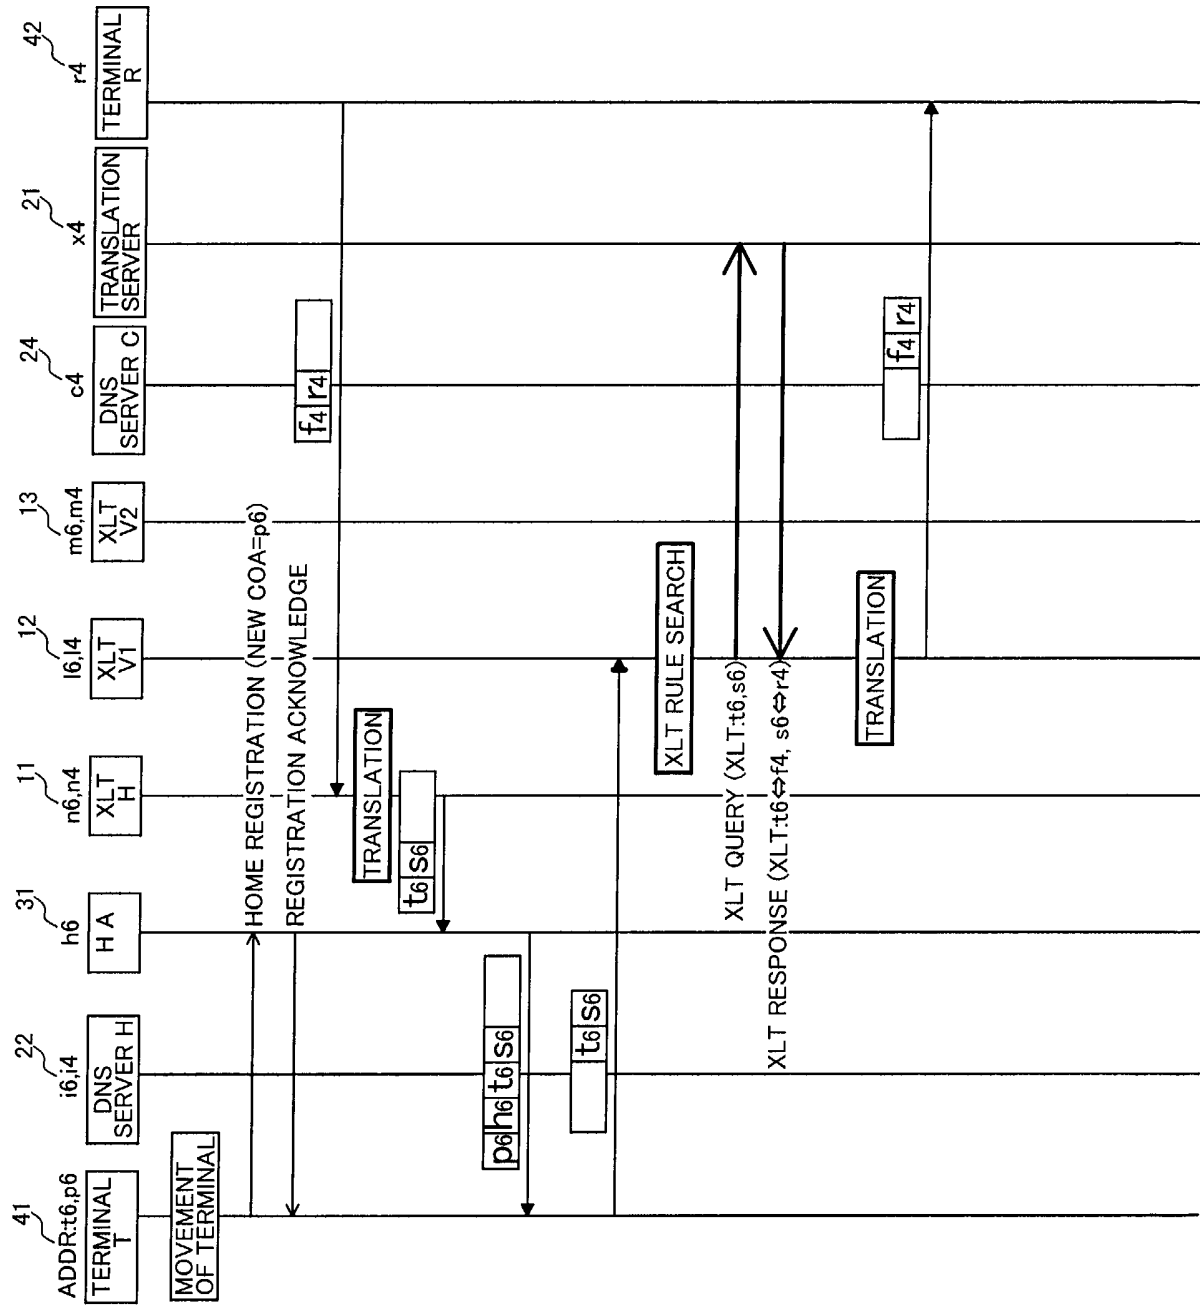 41
ADDR:t6,p6
TERMINAL
T
22
i6,i4
DNS
SERVER H
31
h6
H A
11
n6,n4
XLT
H
12
l6,l4
XLT
V1
13
m6,m4
XLT
V2
24
c4
DNS
SERVER C
21
x4
TRANSLATION
SERVER
42
r4
TERMINAL
R
MOVEMENT
OF TERMINAL
HOME REGISTRATION (NEW COA=p6)
REGISTRATION ACKNOWLEDGE
f4 r4
TRANSLATION
t6 s6
p6 h6 t6 s6
t6 s6
XLT RULE SEARCH
XLT QUERY (XLT:t6,s6)
XLT RESPONSE (XLT:t6⇔f4, s6⇔r4)
TRANSLATION
f4 r4